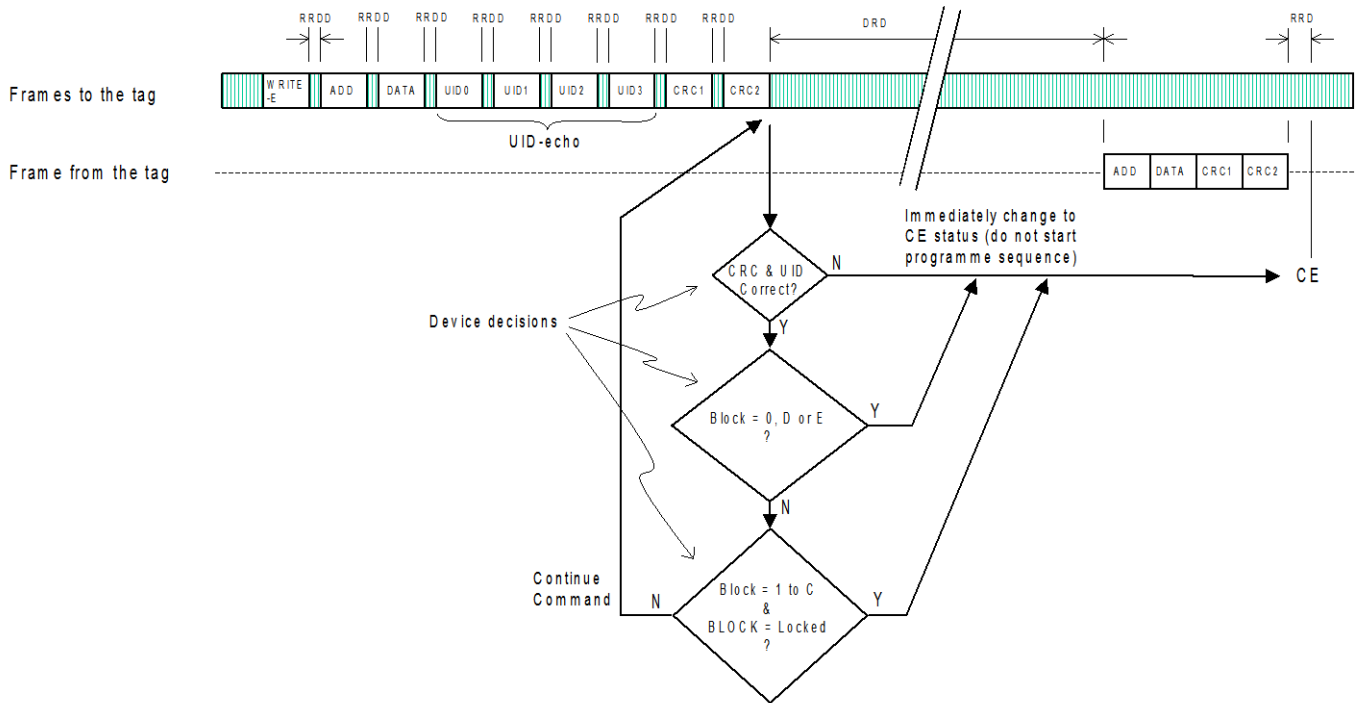 RRDD RRDD RRDD RRDD RRDD RRDD RRDD RRDD DRD RRD
Frames to the tag
WRITE
-E
ADD DATA UID0 UID1 UID2 UID3 CRC1 CRC2
UID-echo
Frame from the tag
ADD DATA CRC1 CRC2
Immediately change to
CE status (do not start
programme sequence)
CRC & UID
Correct?
N
CE
Device decisions
Y
Block = 0, D or E
?
Y
N
Continue
Command
N
Block = 1 to C
&
BLOCK = Locked
?
Y